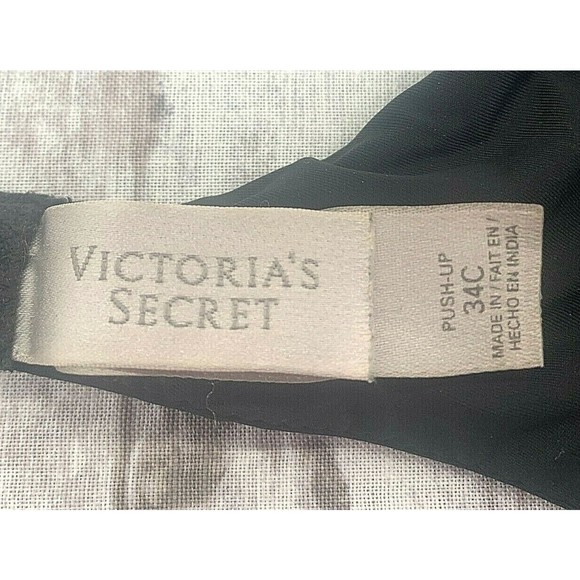 VICTORIA'S
SECRET
PUSH-UP
34C
MADE IN / FAIT EN /
HECHO EN INDIA